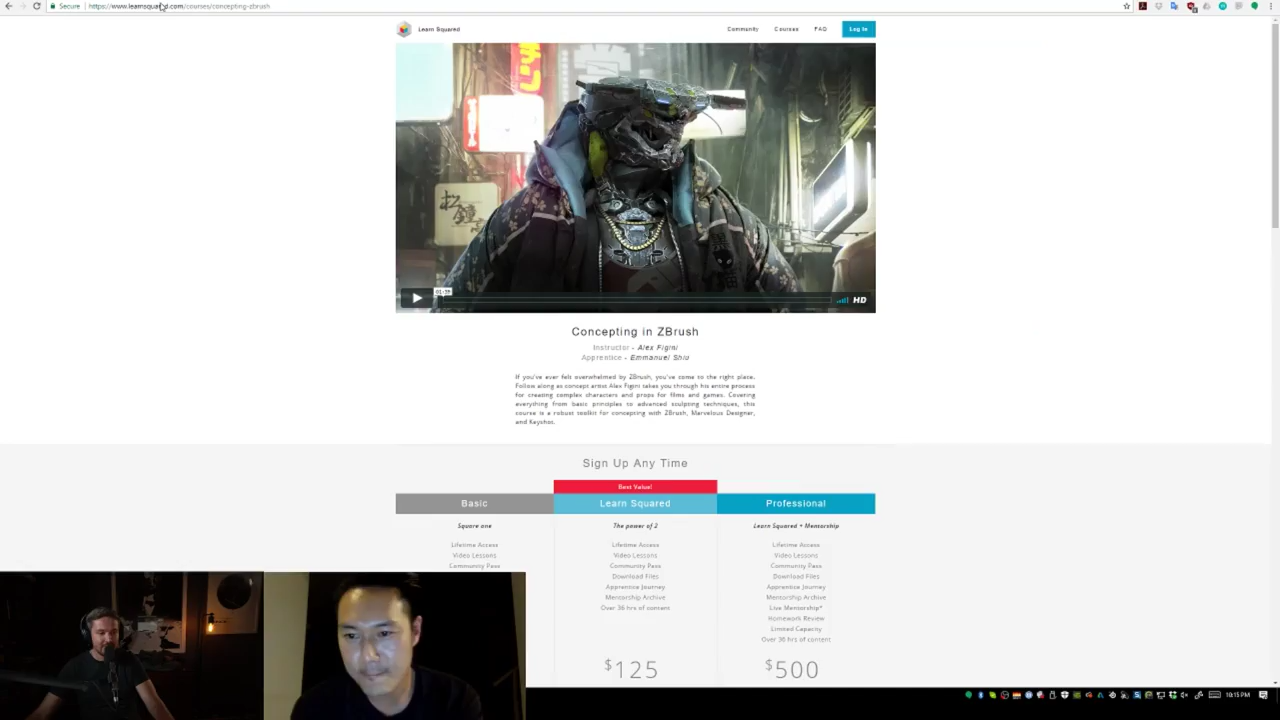 Secure https://www.learnsquared.com/courses/concepting-zbrush
Learn Squared
Community Courses FAQ Log In
01:59
HD
Concepting in ZBrush
Instructor - Alex Figini
Apprentice - Emmanuel Shiu
If you've ever felt overwhelmed by ZBrush, you've come to the right place.
Follow along as concept artist Alex Figini takes you through his entire process
for creating complex characters and props for films and games. Covering
everything from basic principles to advanced sculpting techniques, this
course is a robust toolkit for concepting with ZBrush, Marvelous Designer,
and Keyshot.
Sign Up Any Time
Best Value!
Basic Learn Squared Professional
Square one The power of 2 Learn Squared + Mentorship
Lifetime Access Lifetime Access Lifetime Access
Video Lessons Video Lessons Video Lessons
Community Pass Community Pass Community Pass
Download Files Download Files
Apprentice Journey Apprentice Journey
Mentorship Archive Mentorship Archive
Over 36 hrs of content Live Mentorship*
Homework Review
Limited Capacity
Over 36 hrs of content
$125 $500
10:15 PM